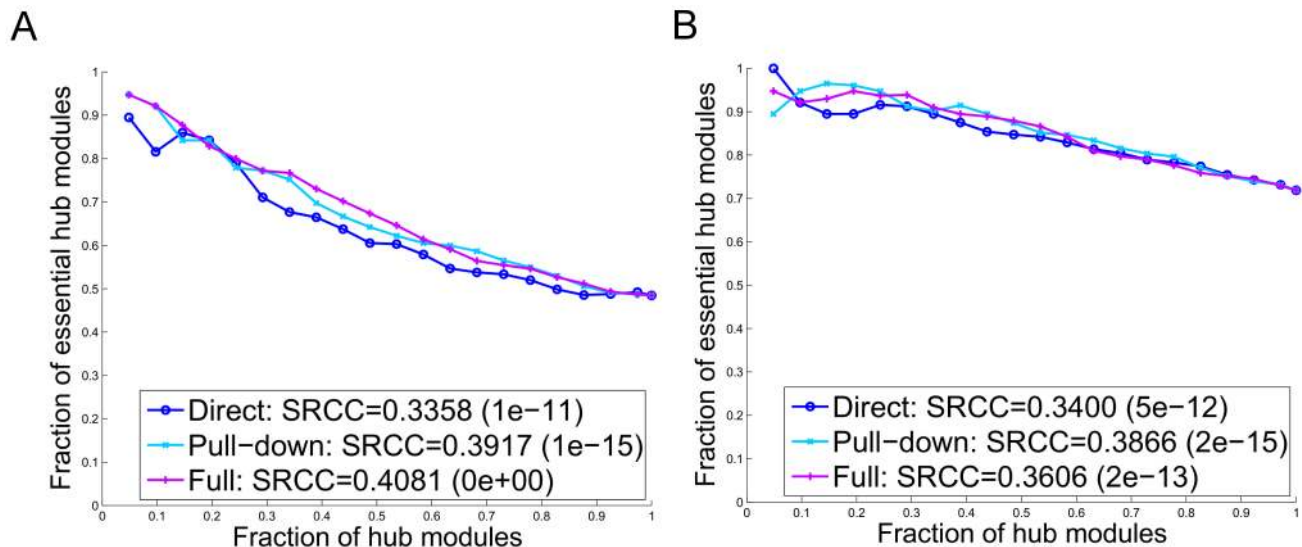 A
Fraction of essential hub modules
1
0.9
0.8
0.7
0.6
0.5
0.4
0.3
0.2
0.1
0
Direct: SRCC=0.3358 (1e−11)
Pull−down: SRCC=0.3917 (1e−15)
Full: SRCC=0.4081 (0e+00)
0 0.1 0.2 0.3 0.4 0.5 0.6 0.7 0.8 0.9 1
Fraction of hub modules
B
Fraction of essential hub modules
1
0.9
0.8
0.7
0.6
0.5
0.4
0.3
0.2
0.1
0
Direct: SRCC=0.3400 (5e−12)
Pull−down: SRCC=0.3866 (2e−15)
Full: SRCC=0.3606 (2e−13)
0 0.1 0.2 0.3 0.4 0.5 0.6 0.7 0.8 0.9 1
Fraction of hub modules